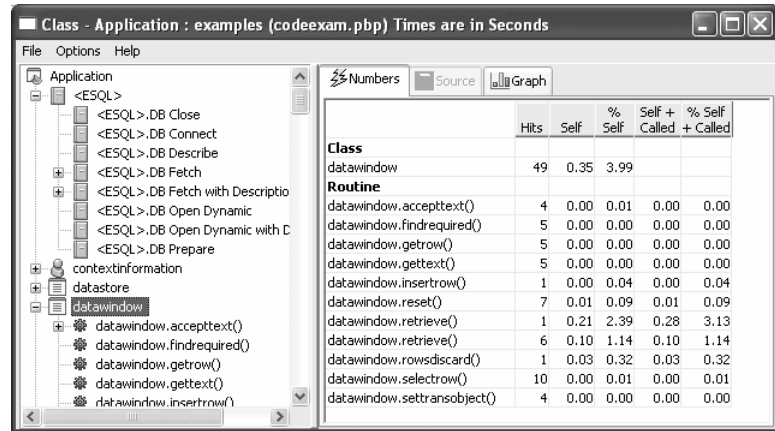 Class - Application : examples (codeexam.pbp) Times are in Seconds
File Options Help
Application
<ESQL>
<ESQL>.DB Close
<ESQL>.DB Connect
<ESQL>.DB Describe
<ESQL>.DB Fetch
<ESQL>.DB Fetch with Descriptio
<ESQL>.DB Open Dynamic
<ESQL>.DB Open Dynamic with D
<ESQL>.DB Prepare
contextinformation
datastore
datawindow
datawindow.accepttext()
datawindow.findrequired()
datawindow.getrow()
datawindow.gettext()
datawindow.insertrow()
Numbers Source Graph
Hits Self % Self Self + Called % Self + Called
Class
datawindow 49 0.35 3.99
Routine
datawindow.accepttext() 4 0.00 0.01 0.00 0.00
datawindow.findrequired() 5 0.00 0.00 0.00 0.00
datawindow.getrow() 5 0.00 0.00 0.00 0.00
datawindow.gettext() 5 0.00 0.00 0.00 0.00
datawindow.insertrow() 1 0.00 0.04 0.00 0.04
datawindow.reset() 7 0.01 0.09 0.01 0.09
datawindow.retrieve() 1 0.21 2.39 0.28 3.13
datawindow.retrieve() 6 0.10 1.14 0.10 1.14
datawindow.rowsdiscard() 1 0.03 0.32 0.03 0.32
datawindow.selectrow() 10 0.00 0.01 0.00 0.01
datawindow.settransobject() 4 0.00 0.00 0.00 0.00